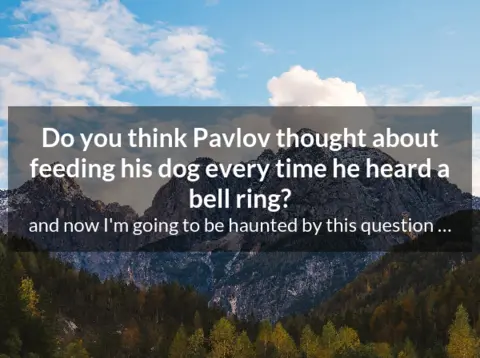 Do you think Pavlov thought about
feeding his dog every time he heard a
bell ring?
and now I'm going to be haunted by this question ...